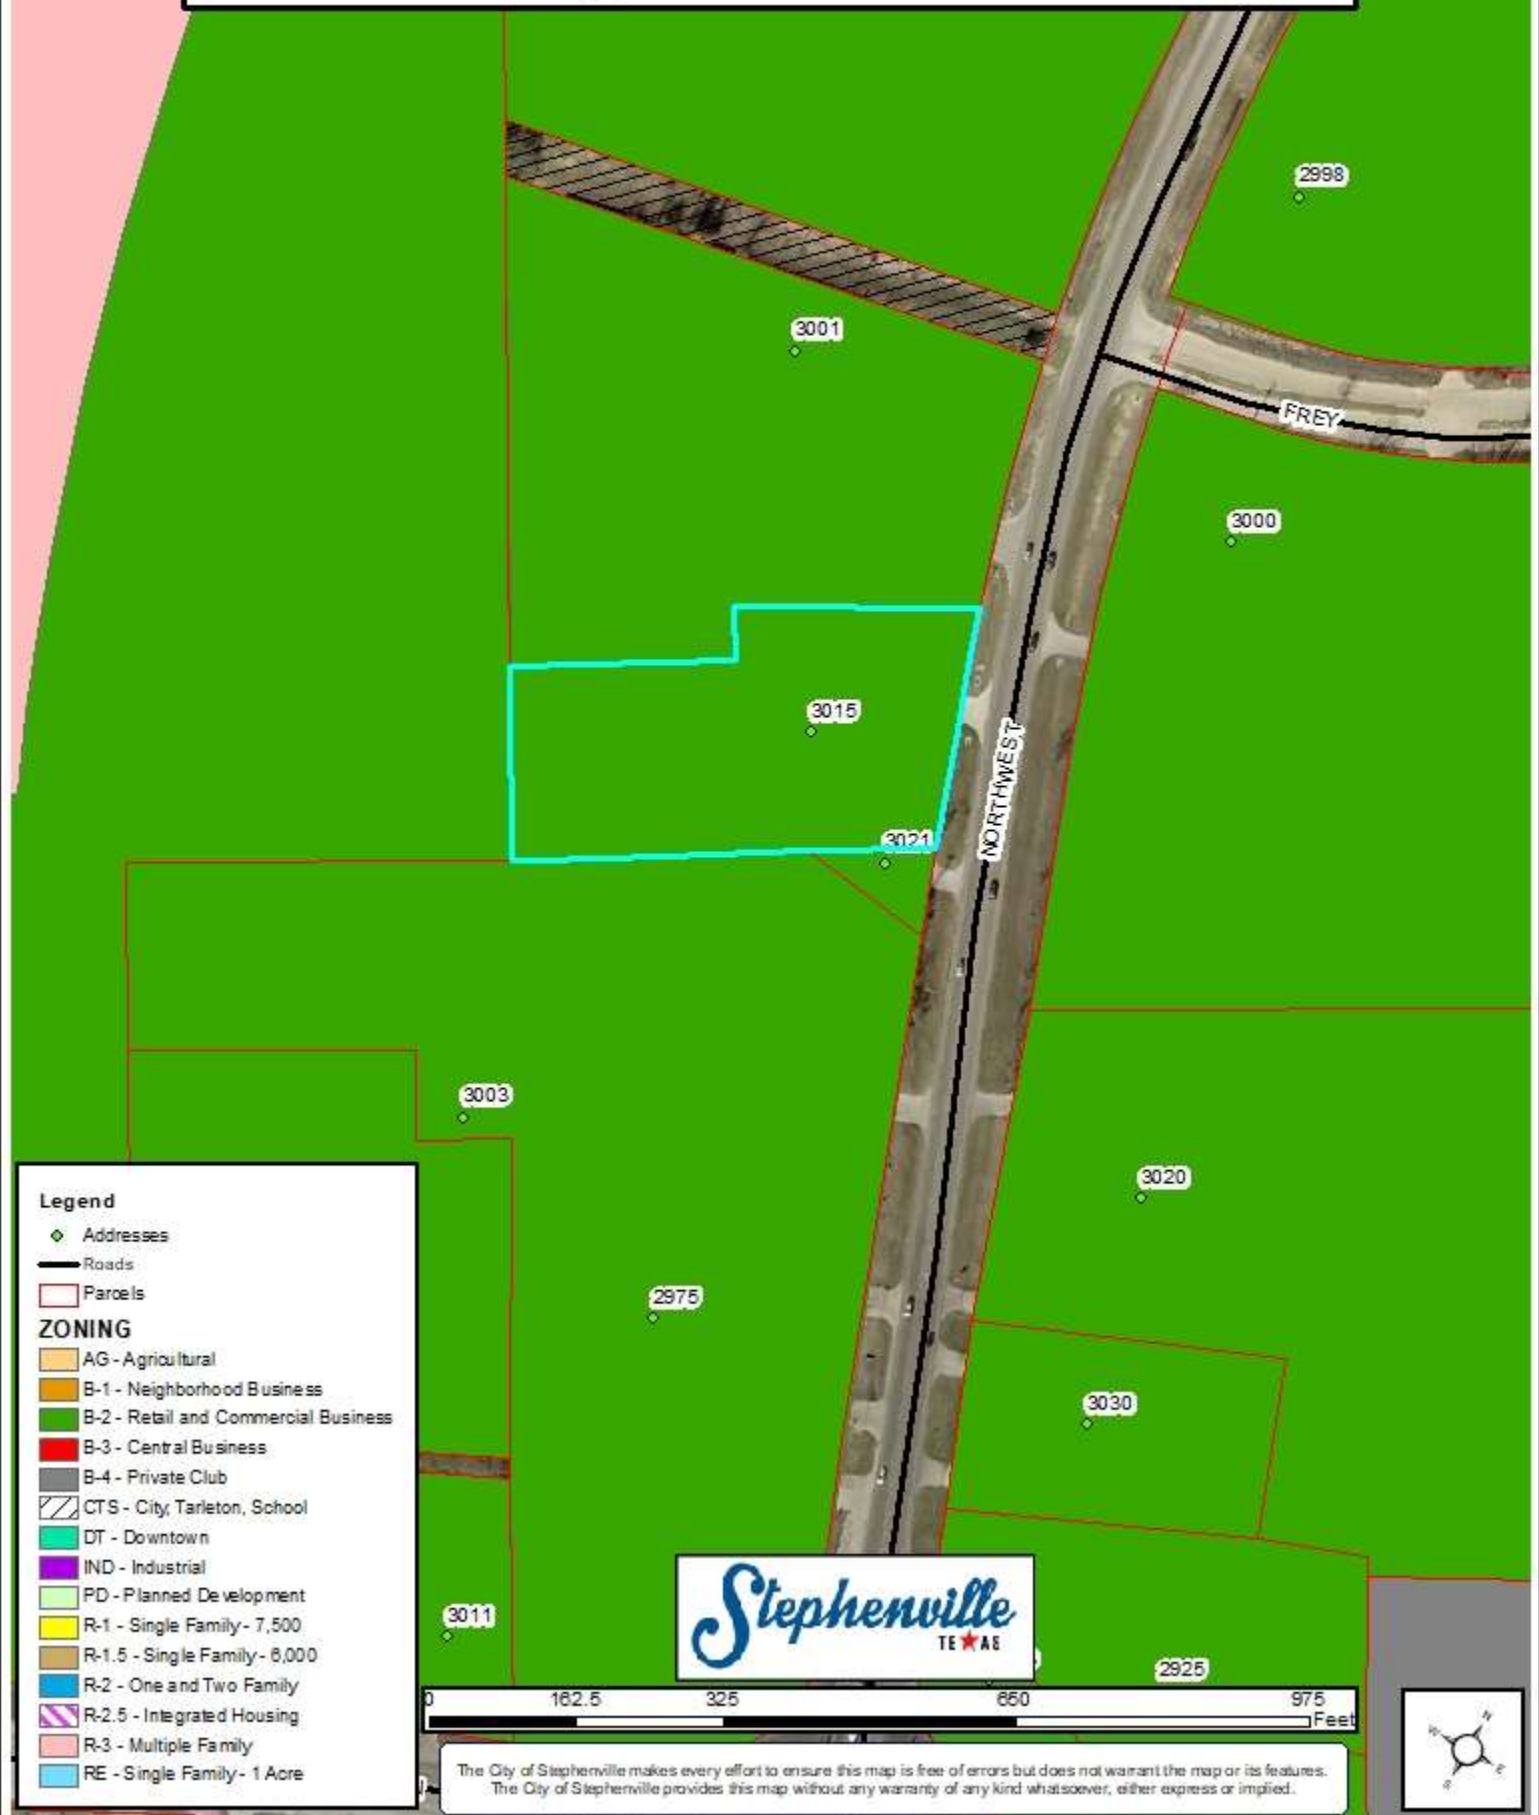 2998
3001
FREY
3000
3015
NORTHWEST
3021
3003
3020
2975
3030
3011
2925
Legend
Addresses
Roads
Parcels
ZONING
AG - Agricultural
B-1 - Neighborhood Business
B-2 - Retail and Commercial Business
B-3 - Central Business
B-4 - Private Club
CTS - City, Tarleton, School
DT - Downtown
IND - Industrial
PD - Planned Development
R-1 - Single Family - 7,500
R-1.5 - Single Family - 6,000
R-2 - One and Two Family
R-2.5 - Integrated Housing
R-3 - Multiple Family
RE - Single Family - 1 Acre
Stephenville
TEXAS
0 162.5 325 650 975
Feet
The City of Stephenville makes every effort to ensure this map is free of errors but does not warrant the map or its features.
The City of Stephenville provides this map without any warranty of any kind whatsoever, either express or implied.
N
W
E
S